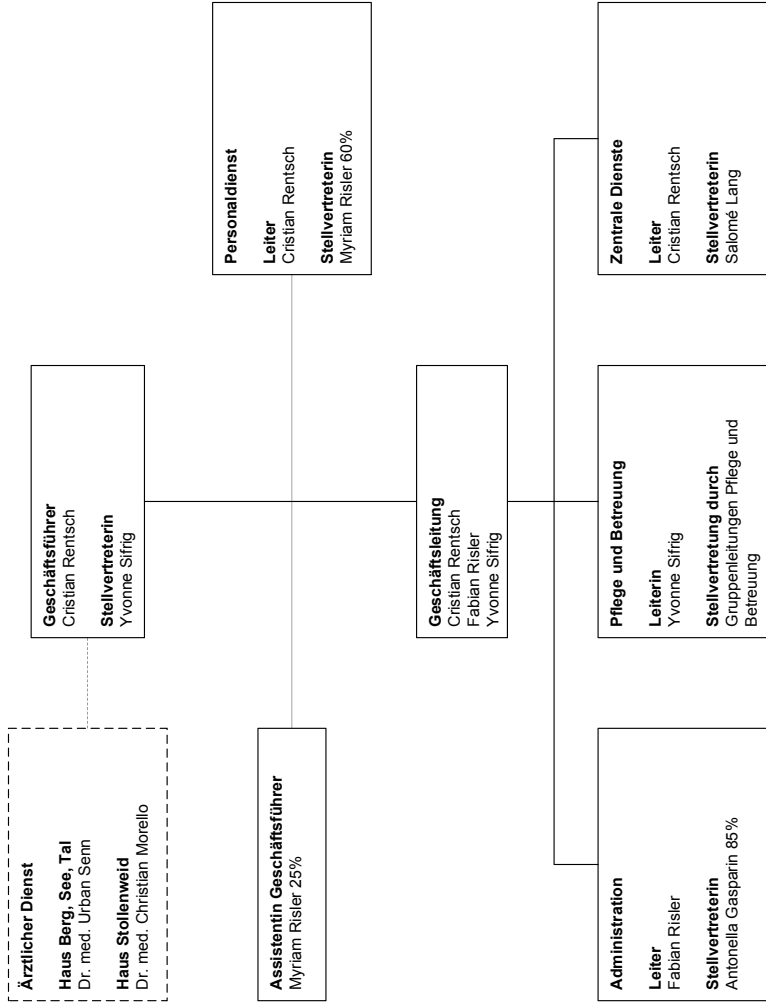 Ärztlicher Dienst
Haus Berg, See, Tal
Dr. med. Urban Senn
Haus Stollenweid
Dr. med. Christian Morello
Geschäftsführer
Cristian Rentsch
Stellvertreterin
Yvonne Sifrig
Assistentin Geschäftsführer
Myriam Risler 25%
Personaldienst
Leiter
Cristian Rentsch
Stellvertreterin
Myriam Risler 60%
Geschäftsleitung
Cristian Rentsch
Fabian Risler
Yvonne Sifrig
Administration
Leiter
Fabian Risler
Stellvertreterin
Antonella Gasparin 85%
Pflege und Betreuung
Leiterin
Yvonne Sifrig
Stellvertretung durch
Gruppenleitungen Pflege und
Betreuung
Zentrale Dienste
Leiter
Cristian Rentsch
Stellvertreterin
Salomé Lang